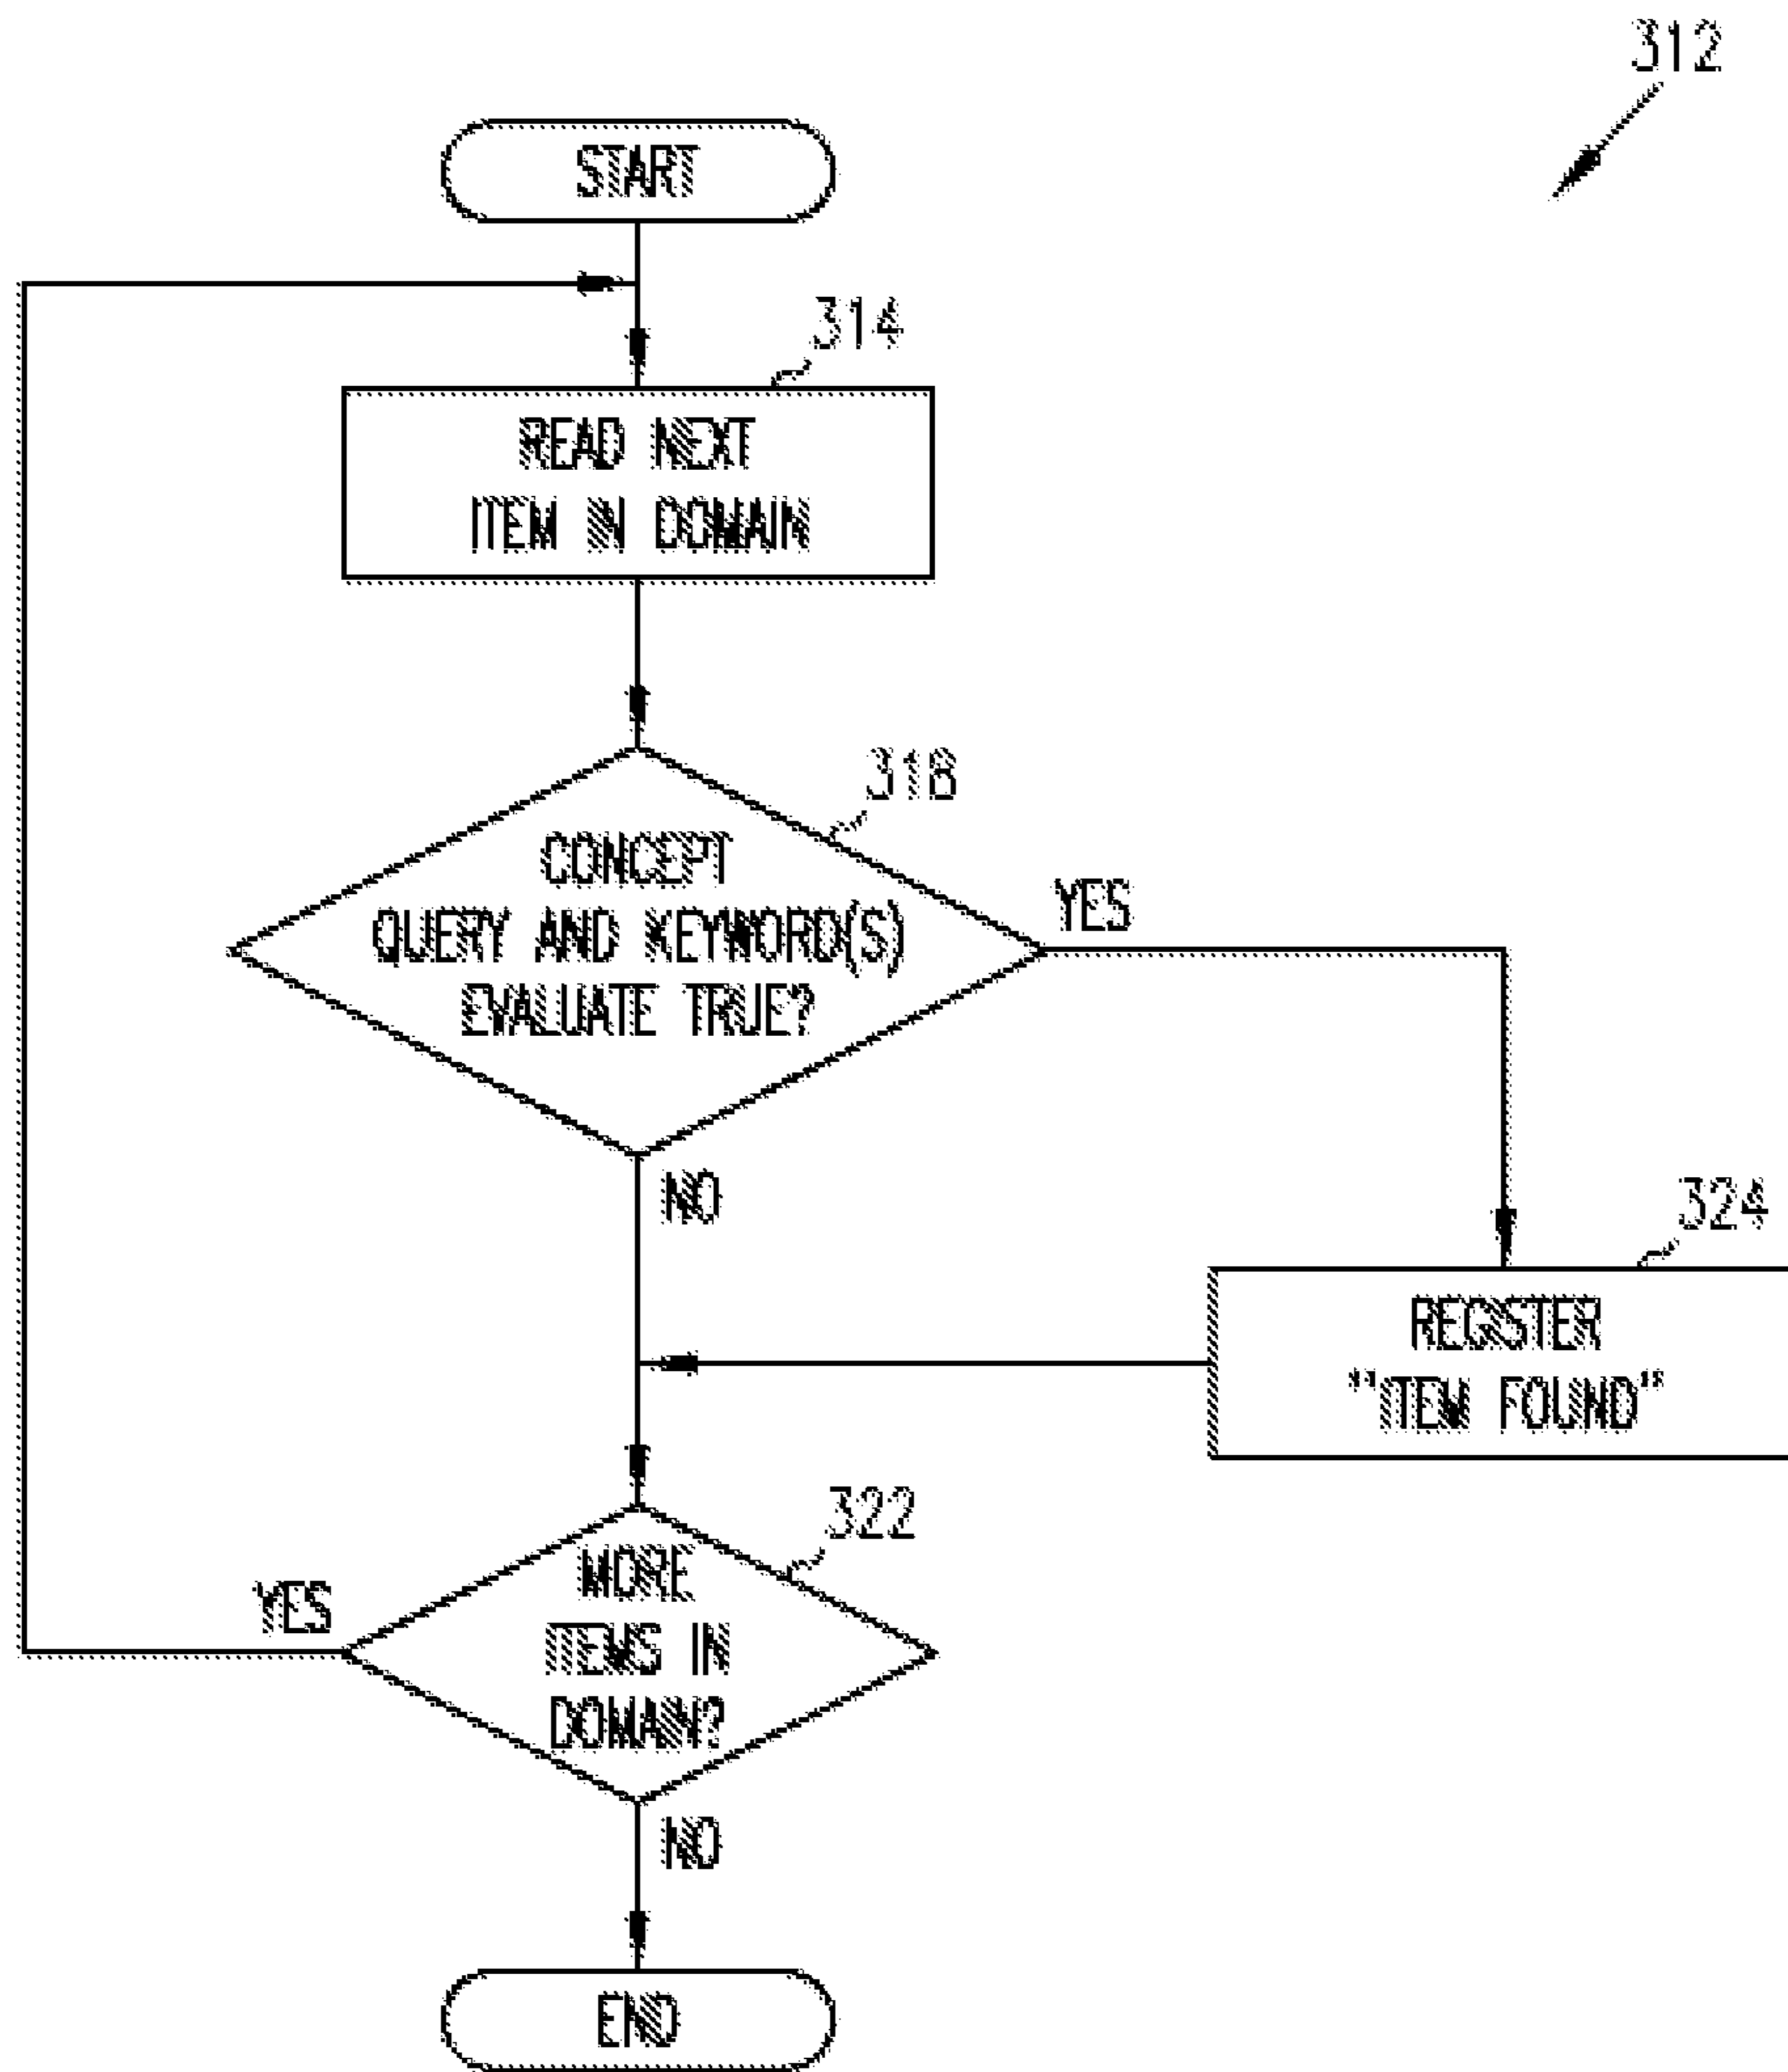 312
START
314
READ NEXT
ITEM IN DOMAIN
CONCEPT
QUERY AND KEYWORD(S)
EVALUATE TRUE?
YES
NO
324
REGISTER
"ITEM FOUND"
322
MORE
ITEMS IN
DOMAIN?
YES
NO
END